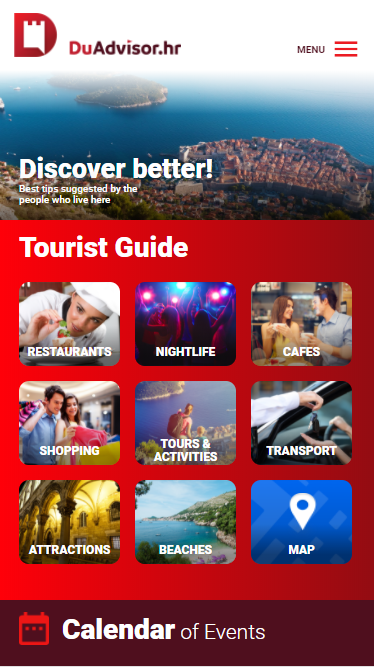 DuAdvisor.hr
MENU
Discover better!
Best tips suggested by the
people who live here
Tourist Guide
RESTAURANTS
NIGHTLIFE
CAFES
SHOPPING
TOURS &
ACTIVITIES
TRANSPORT
ATTRACTIONS
BEACHES
MAP
Calendar of Events